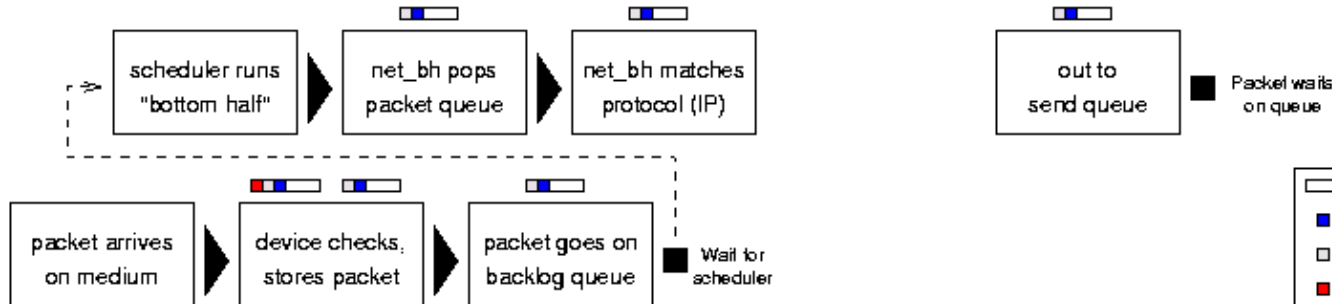 scheduler runs
"bottom half"
net_bh pops
packet queue
net_bh matches
protocol (IP)
out to
send queue
Packet waits
on queue
packet arrives
on medium
device checks,
stores packet
packet goes on
backlog queue
Wait for
scheduler